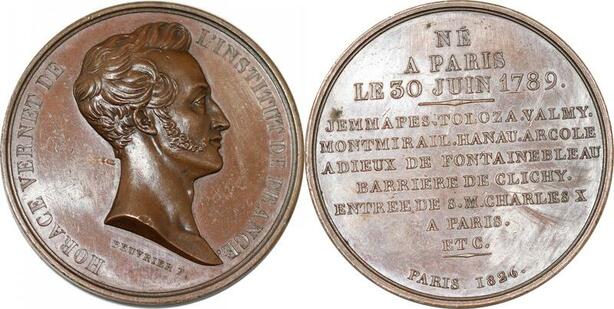 HORACE VERNET DE L'INSTITUT DE FRANCE.
PEUVRIER F.
NÉ
A PARIS
LE 30 JUIN 1789.
JEMMAPES. TOLOZA. VALMY.
MONTMIRAIL. HANAU. ARCOLE
ADIEUX DE FONTAINEBLEAU
BARRIÈRE DE CLICHY.
ENTRÉE DE S. M. CHARLES X
A PARIS.
ETC.
PARIS 1826.